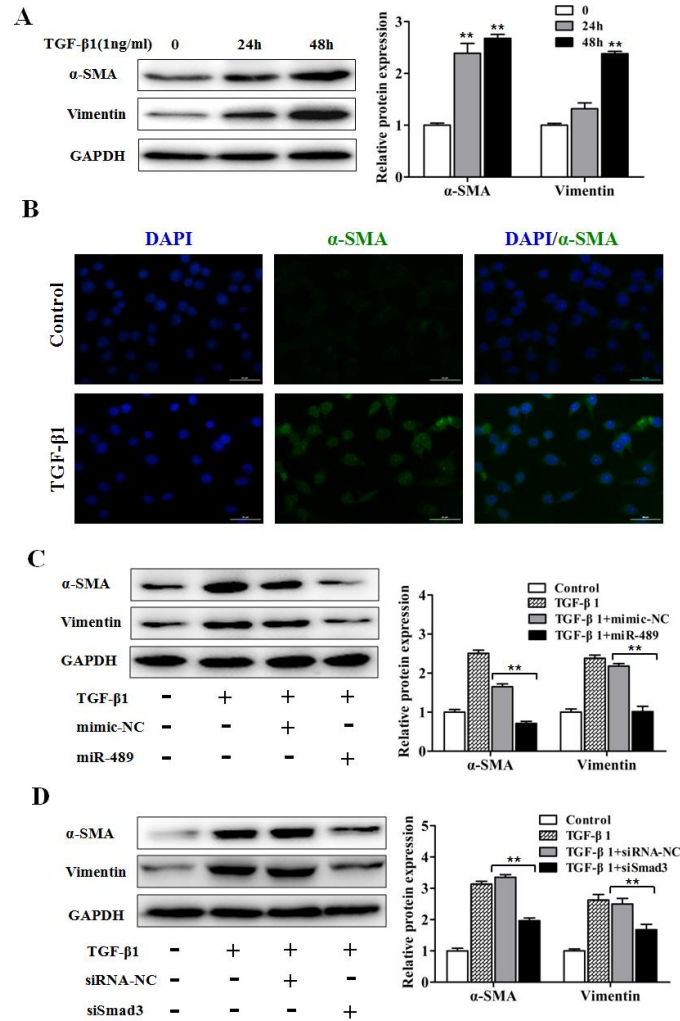 A
TGF-β1(1ng/ml) 0 24h 48h
α-SMA
Vimentin
GAPDH
Relative protein expression
3
2
1
0
0
24h
48h
** ** **
α-SMA Vimentin
B
DAPI α-SMA DAPI/α-SMA
Control
TGF-β1
C
α-SMA
Vimentin
GAPDH
TGF-β1 - + + +
mimic-NC - - + -
miR-489 - - - +
Relative protein expression
4
3
2
1
0
Control
TGF-β 1
TGF-β 1+mimic-NC
TGF-β 1+miR-489
** **
α-SMA Vimentin
D
α-SMA
Vimentin
GAPDH
TGF-β1 - + + +
siRNA-NC - - + -
siSmad3 - - - +
Relative protein expression
5
4
3
2
1
0
Control
TGF-β 1
TGF-β 1+siRNA-NC
TGF-β 1+siSmad3
** **
α-SMA Vimentin